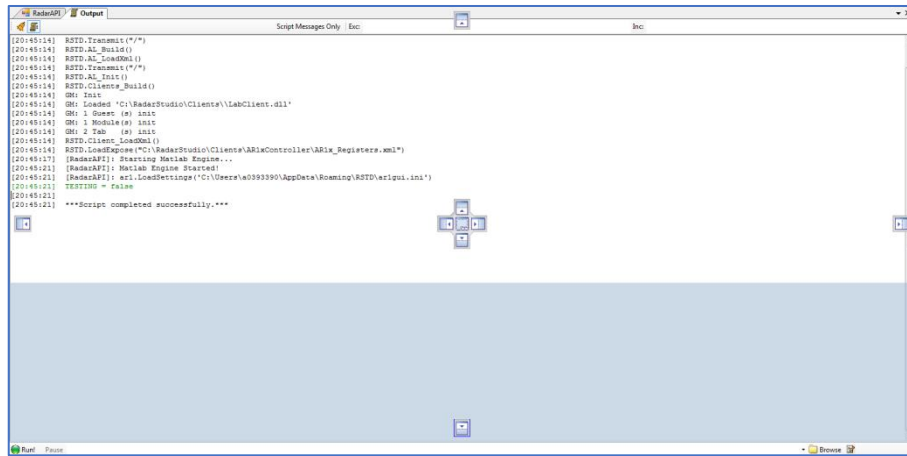 RadarAPI Output
Script Messages Only Exc: Inc:
[20:45:14] RSTD.Transmit("/")
[20:45:14] RSTD.AL_Build()
[20:45:14] RSTD.AL_LoadXml()
[20:45:14] RSTD.Transmit("/")
[20:45:14] RSTD.AL_Init()
[20:45:14] RSTD.Clients_Build()
[20:45:14] GM: Init
[20:45:14] GM: Loaded 'C:\RadarStudio\Clients\\LabClient.dll'
[20:45:14] GM: 1 Guest (s) init
[20:45:14] GM: 1 Module(s) init
[20:45:14] GM: 2 Tab (s) init
[20:45:14] RSTD.Client_LoadXml()
[20:45:14] RSTD.LoadExpose("C:\RadarStudio\Clients\AR1xController\AR1x_Registers.xml")
[20:45:17] [RadarAPI]: Starting Matlab Engine...
[20:45:21] [RadarAPI]: Matlab Engine Started!
[20:45:21] [RadarAPI]: ar1.LoadSettings('C:\Users\a0393390\AppData\Roaming\RSTD\ar1gui.ini')
[20:45:21] TESTING = false
[20:45:21]
[20:45:21] ***Script completed successfully.***
Run! Pause Browse